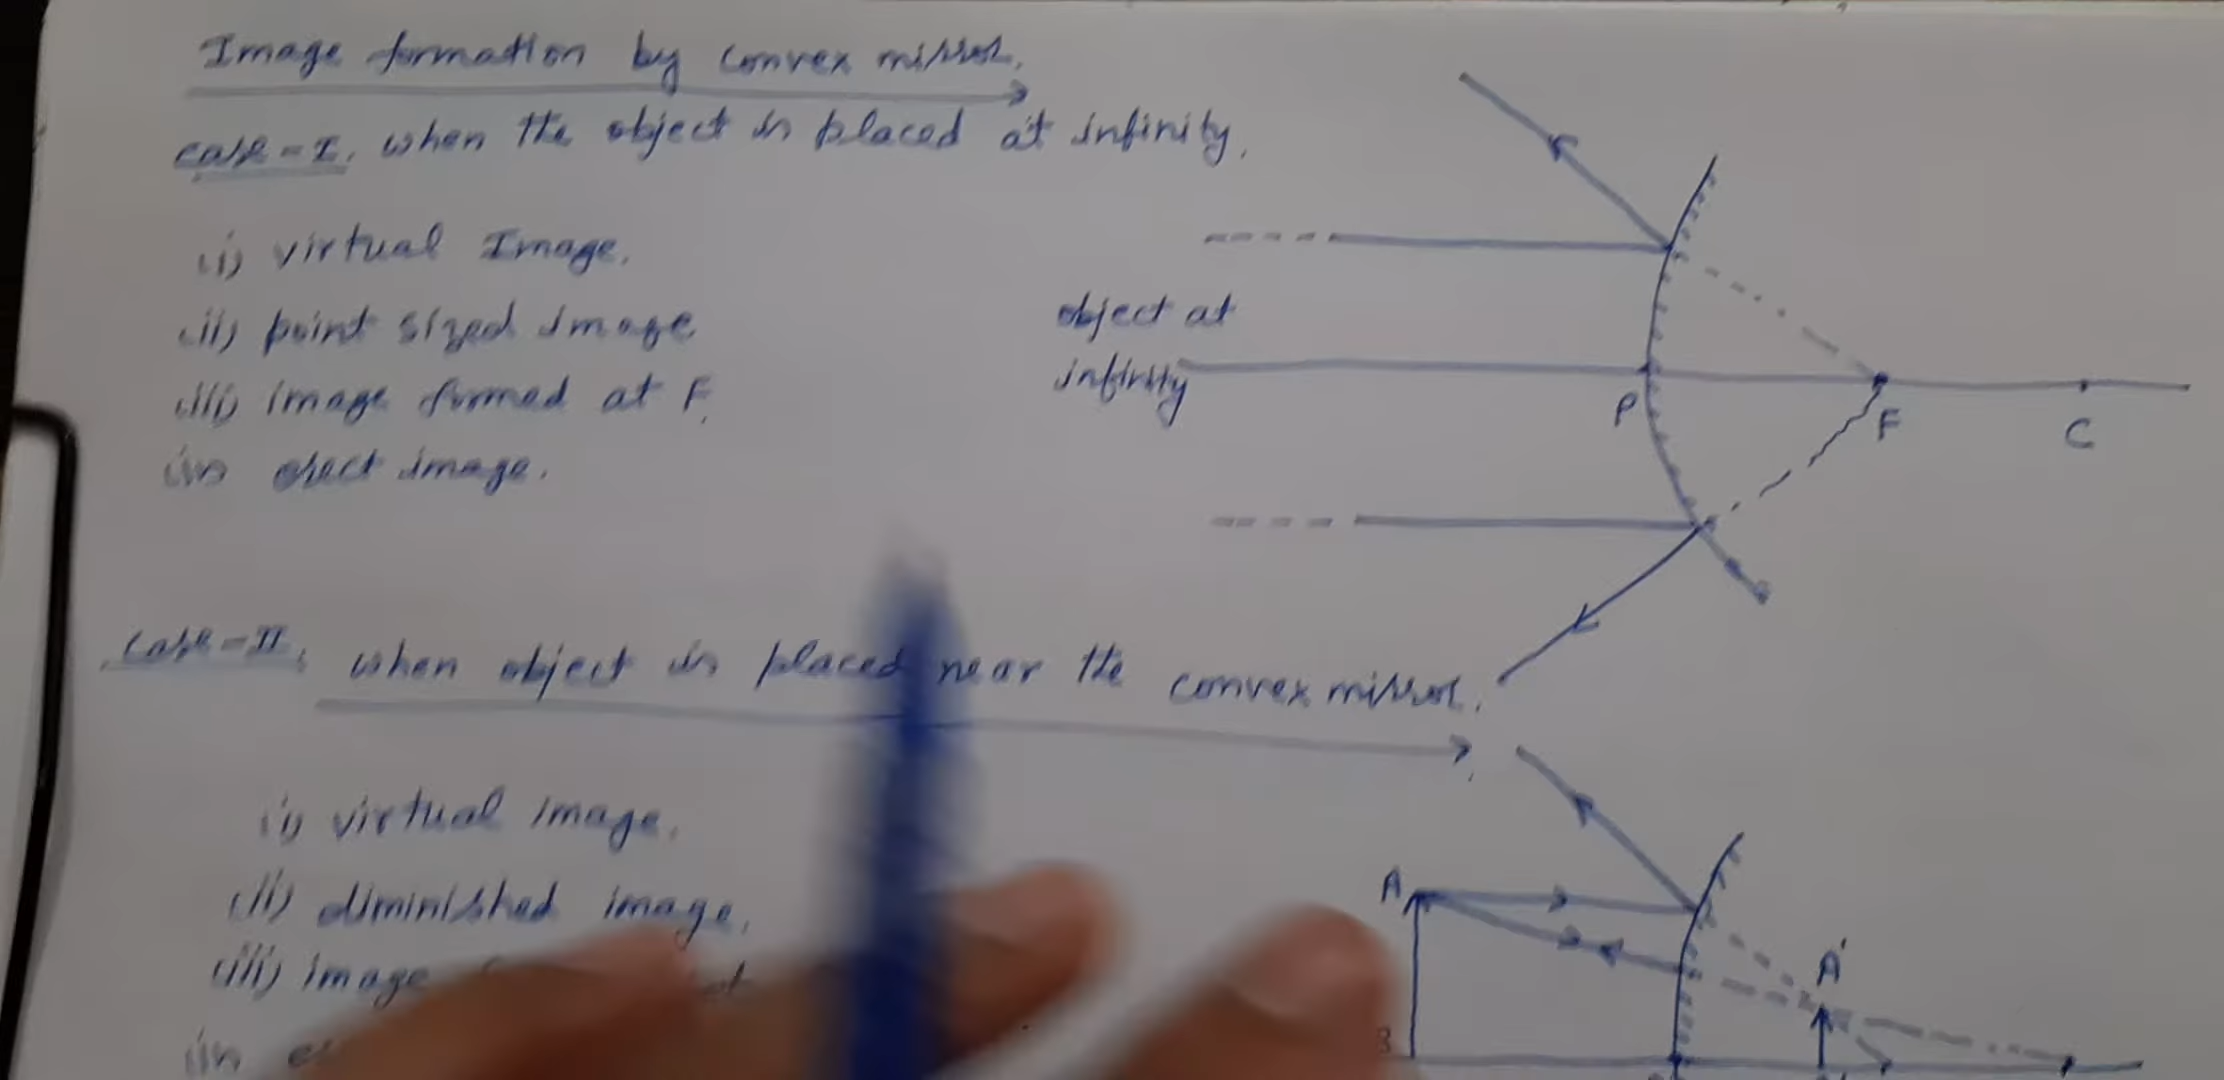 Image formation by convex mirror.
case-I. when the object is placed at infinity.
(i) virtual Image.
(ii) point sized image
(iii) image formed at F.
(iv) erect image.
object at
infinity
P
F
C
case-II. when object is placed near the convex mirror.
(i) virtual image.
(ii) diminished image.
(iii) image
(iv)
A
A'
B